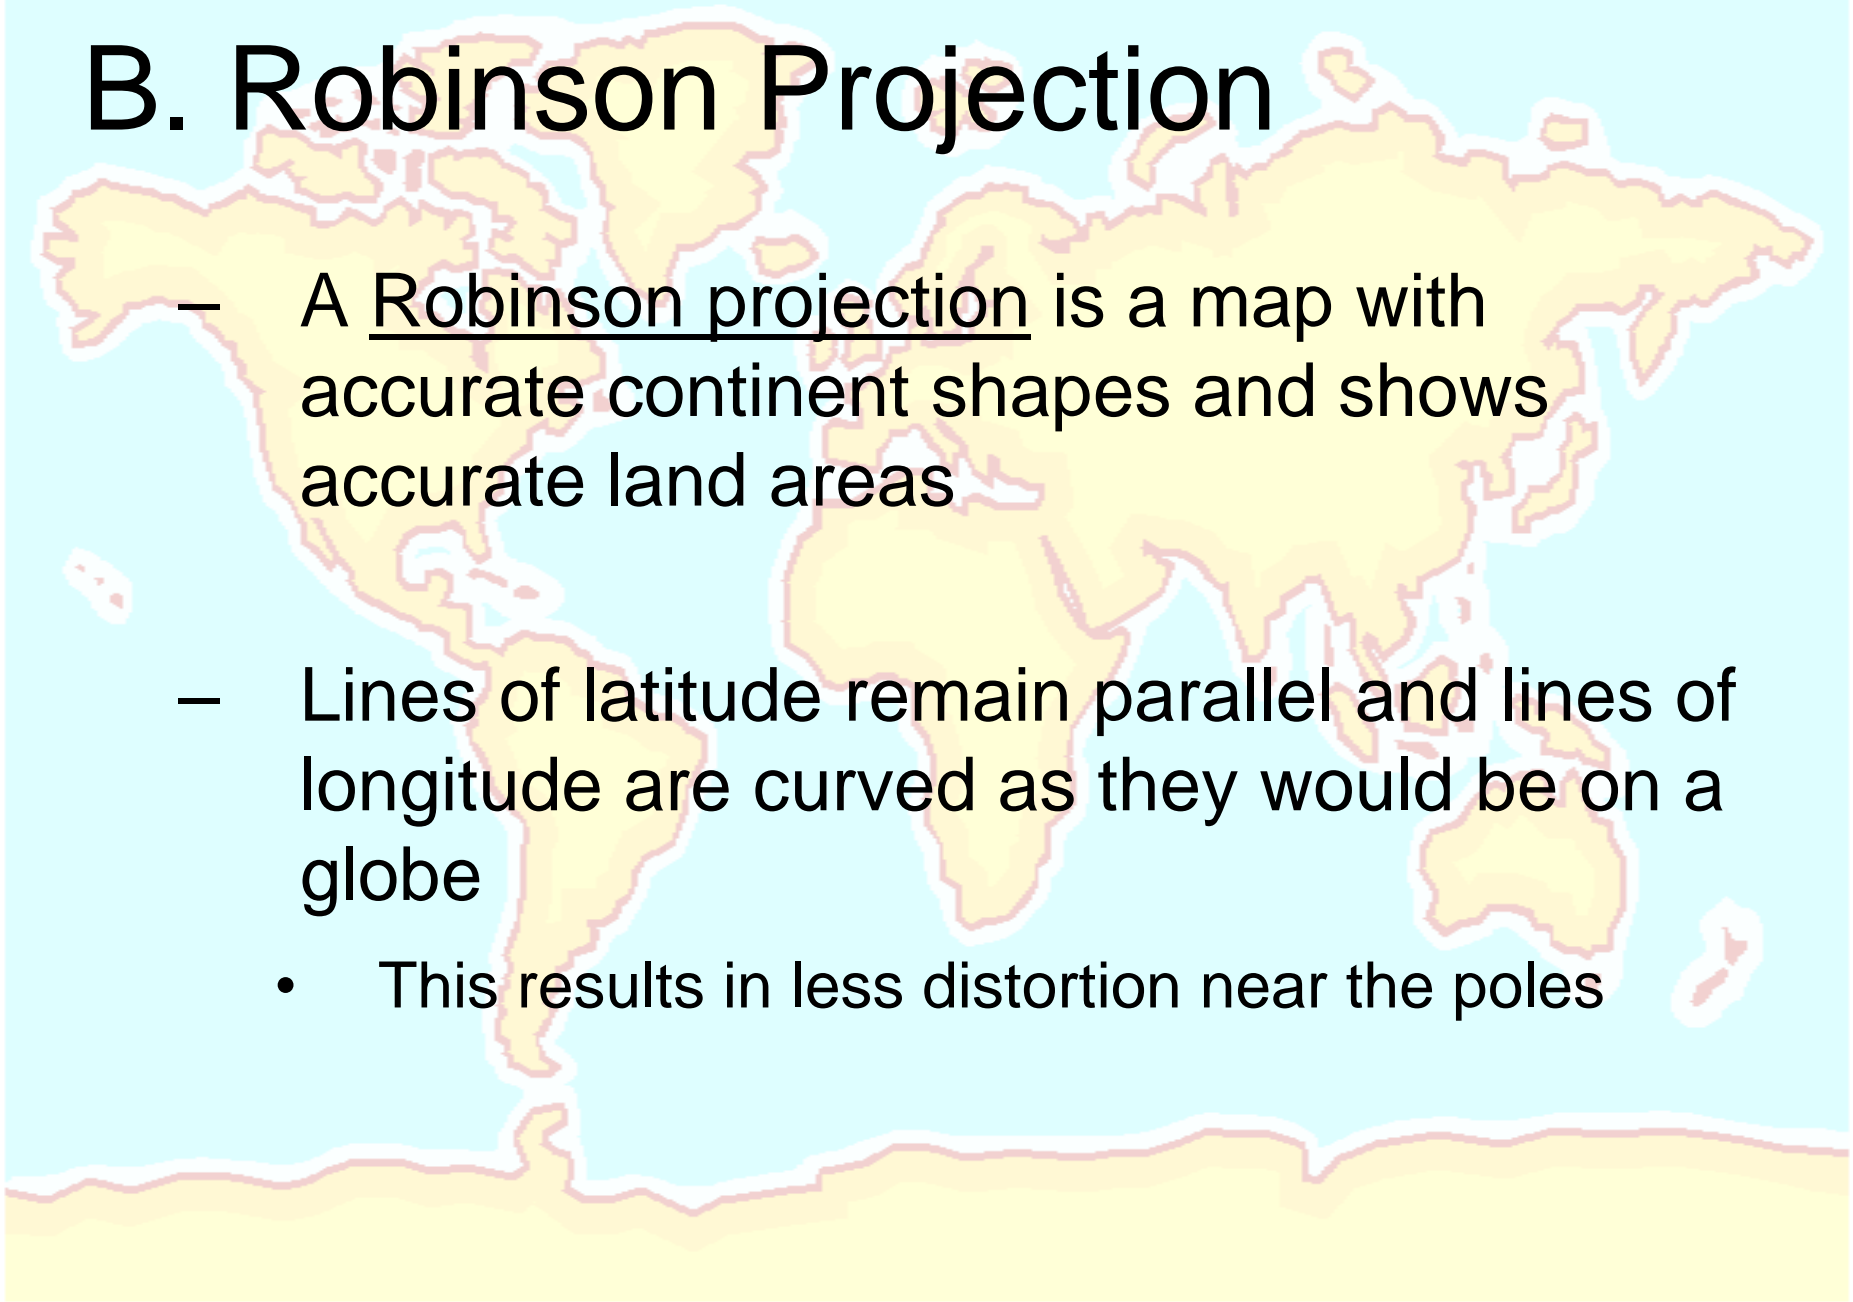 B. Robinson Projection
– A Robinson projection is a map with
accurate continent shapes and shows
accurate land areas
– Lines of latitude remain parallel and lines of
longitude are curved as they would be on a
globe
• This results in less distortion near the poles